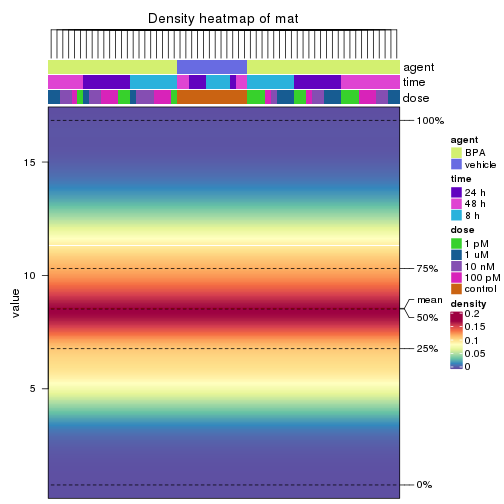 Density heatmap of mat
agent
time
dose
100%
75%
mean
50%
25%
0%
value
15
10
5
agent
BPA
vehicle
time
24 h
48 h
8 h
dose
1 pM
1 uM
10 nM
100 pM
control
density
0.2
0.15
0.1
0.05
0